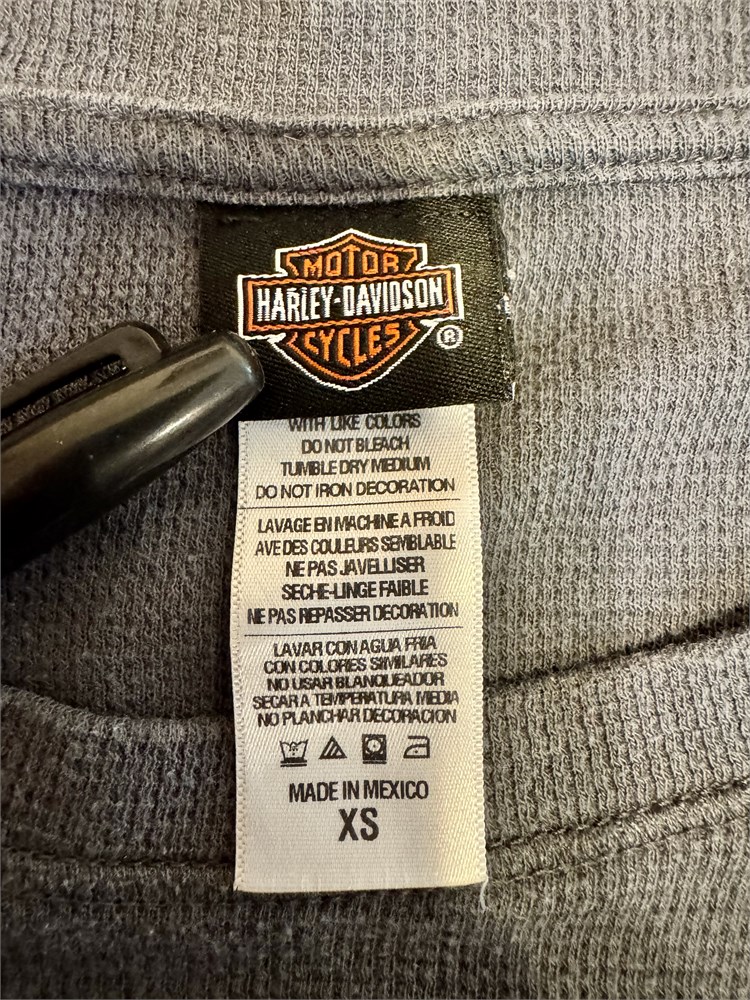 MOTOR
HARLEY-DAVIDSON
CYCLES
®
WITH LIKE COLORS
DO NOT BLEACH
TUMBLE DRY MEDIUM
DO NOT IRON DECORATION
LAVAGE EN MACHINE A FROID
AVE DES COULEURS SEMBLABLE
NE PAS JAVELLISER
SECHE-LINGE FAIBLE
NE PAS REPASSER DECORATION
LAVAR CON AGUA FRIA
CON COLORES SIMILARES
NO USAR BLANQUEADOR
SECAR A TEMPERATURA MEDIA
NO PLANCHAR DECORACION
MADE IN MEXICO
XS